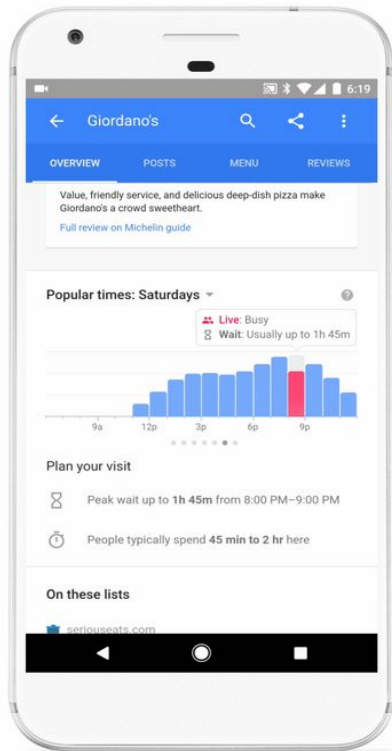 6:19
Giordano's
OVERVIEW POSTS MENU REVIEWS
Value, friendly service, and delicious deep-dish pizza make
Giordano's a crowd sweetheart.
Full review on Michelin guide
Popular times: Saturdays
Live: Busy
Wait: Usually up to 1h 45m
9a 12p 3p 6p 9p
Plan your visit
Peak wait up to 1h 45m from 8:00 PM–9:00 PM
People typically spend 45 min to 2 hr here
On these lists
seriouseats.com